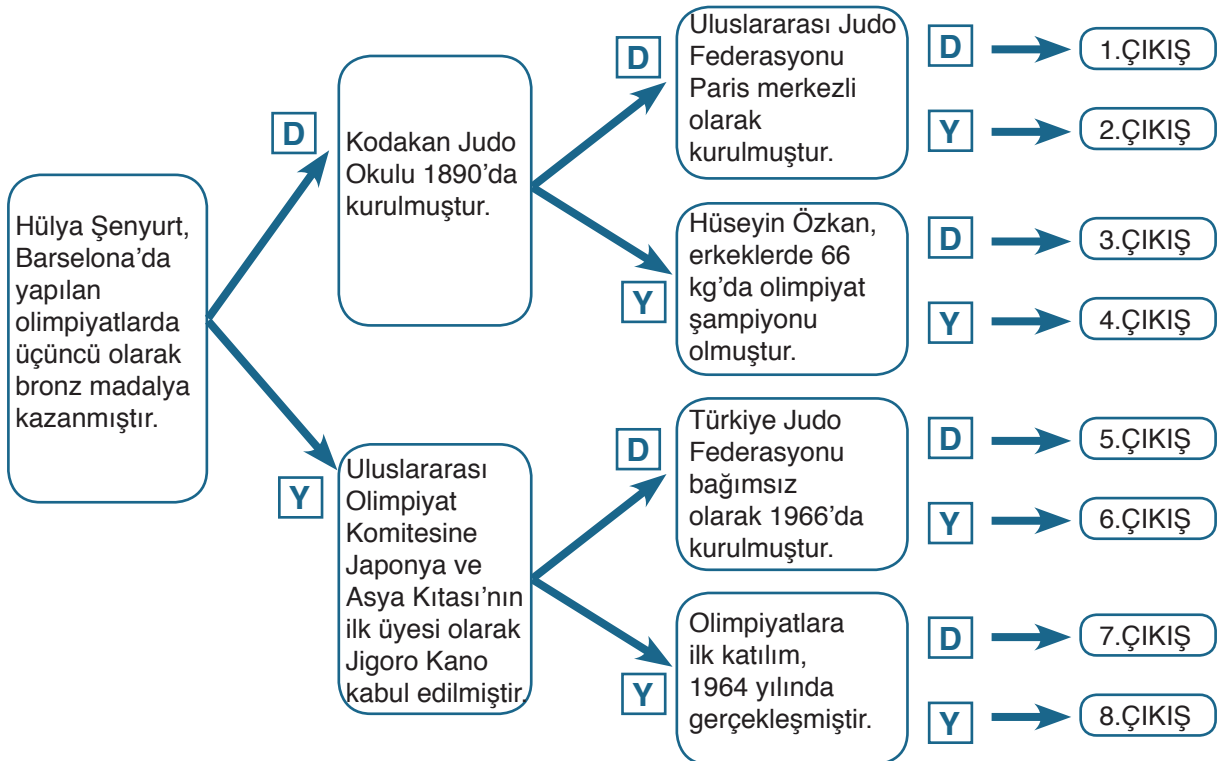 Hülya Şenyurt,
Barselona’da
yapılan
olimpiyatlarda
üçüncü olarak
bronz madalya
kazanmıştır.
D
Y
Kodakan Judo
Okulu 1890’da
kurulmuştur.
Uluslararası
Olimpiyat
Komitesine
Japonya ve
Asya Kıtası’nın
ilk üyesi olarak
Jigoro Kano
kabul edilmiştir.
D
Y
D
Y
Uluslararası Judo
Federasyonu
Paris merkezli
olarak
kurulmuştur.
D
1.ÇIKIŞ
Y
2.ÇIKIŞ
Hüseyin Özkan,
erkeklerde 66
kg’da olimpiyat
şampiyonu
olmuştur.
D
3.ÇIKIŞ
Y
4.ÇIKIŞ
Türkiye Judo
Federasyonu
bağımsız
olarak 1966’da
kurulmuştur.
D
5.ÇIKIŞ
Y
6.ÇIKIŞ
Olimpiyatlara
ilk katılım,
1964 yılında
gerçekleşmiştir.
D
7.ÇIKIŞ
Y
8.ÇIKIŞ